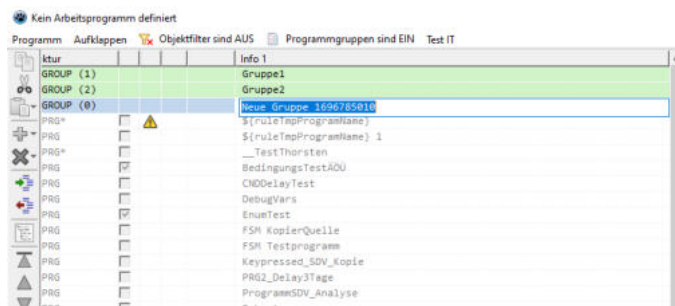 Kein Arbeitsprogramm definiert
Programm Aufklappen Objektfilter sind AUS Programmgruppen sind EIN Test IT
ktur Info 1
GROUP (1) Gruppe1
GROUP (2) Gruppe2
GROUP (0) Neue Gruppe 1696785010
PRG* ${ruleTmpProgramName}
PRG ${ruleTmpProgramName} 1
PRG* __TestThorsten
PRG BedingungsTestÄÖÜ
PRG CNDDelayTest
PRG DebugVars
PRG EnumTest
PRG FSM KopierQuelle
PRG FSM Testprogramm
PRG Keypressed_SDV_Kopie
PRG PRG2_Delay3Tage
PRG ProgrammSDV_Analyse